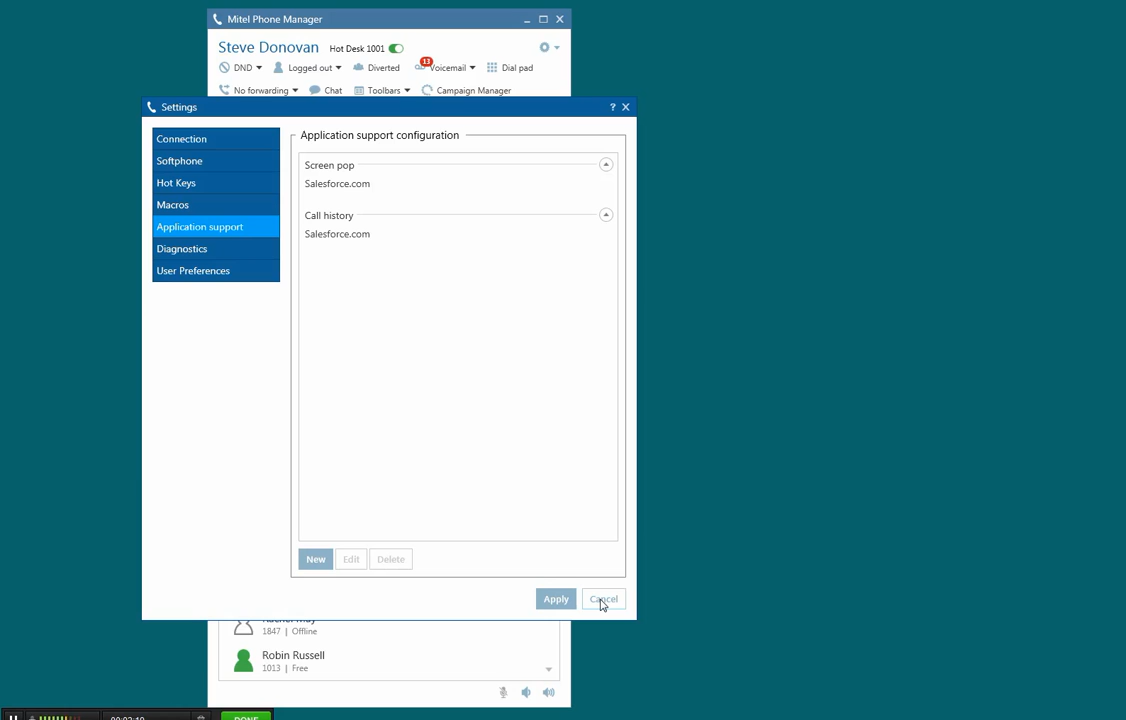 Mitel Phone Manager
Steve Donovan Hot Desk 1001
DND Logged out Diverted 13 Voicemail Dial pad
No forwarding Chat Toolbars Campaign Manager
Settings ?
Connection
Softphone
Hot Keys
Macros
Application support
Diagnostics
User Preferences
Application support configuration
Screen pop
Salesforce.com
Call history
Salesforce.com
New Edit Delete
Apply Cancel
1847 | Offline
Robin Russell
1013 | Free
DONE